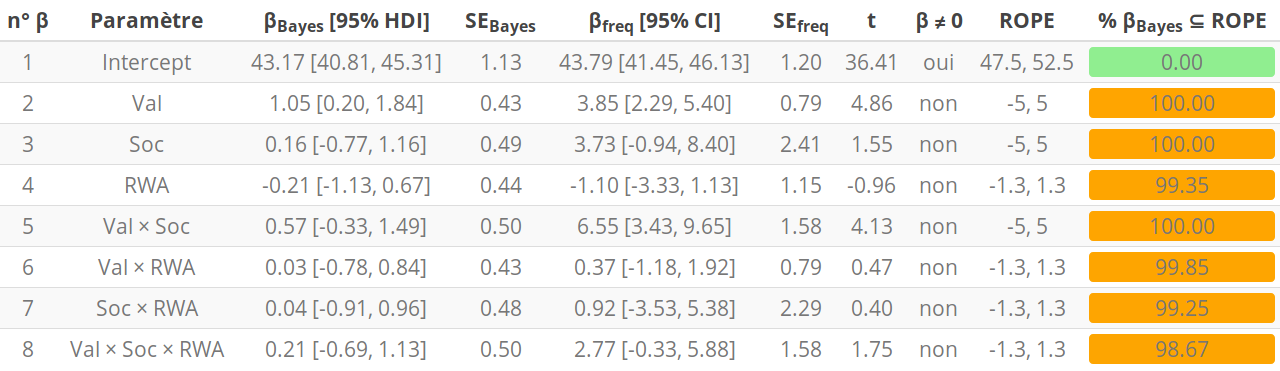 n° β Paramètre βBayes [95% HDI] SEBayes βfreq [95% CI] SEfreq t β ≠ 0 ROPE % βBayes ⊆ ROPE
1 Intercept 43.17 [40.81, 45.31] 1.13 43.79 [41.45, 46.13] 1.20 36.41 oui 47.5, 52.5 0.00
2 Val 1.05 [0.20, 1.84] 0.43 3.85 [2.29, 5.40] 0.79 4.86 non -5, 5 100.00
3 Soc 0.16 [-0.77, 1.16] 0.49 3.73 [-0.94, 8.40] 2.41 1.55 non -5, 5 100.00
4 RWA -0.21 [-1.13, 0.67] 0.44 -1.10 [-3.33, 1.13] 1.15 -0.96 non -1.3, 1.3 99.35
5 Val × Soc 0.57 [-0.33, 1.49] 0.50 6.55 [3.43, 9.65] 1.58 4.13 non -5, 5 100.00
6 Val × RWA 0.03 [-0.78, 0.84] 0.43 0.37 [-1.18, 1.92] 0.79 0.47 non -1.3, 1.3 99.85
7 Soc × RWA 0.04 [-0.91, 0.96] 0.48 0.92 [-3.53, 5.38] 2.29 0.40 non -1.3, 1.3 99.25
8 Val × Soc × RWA 0.21 [-0.69, 1.13] 0.50 2.77 [-0.33, 5.88] 1.58 1.75 non -1.3, 1.3 98.67